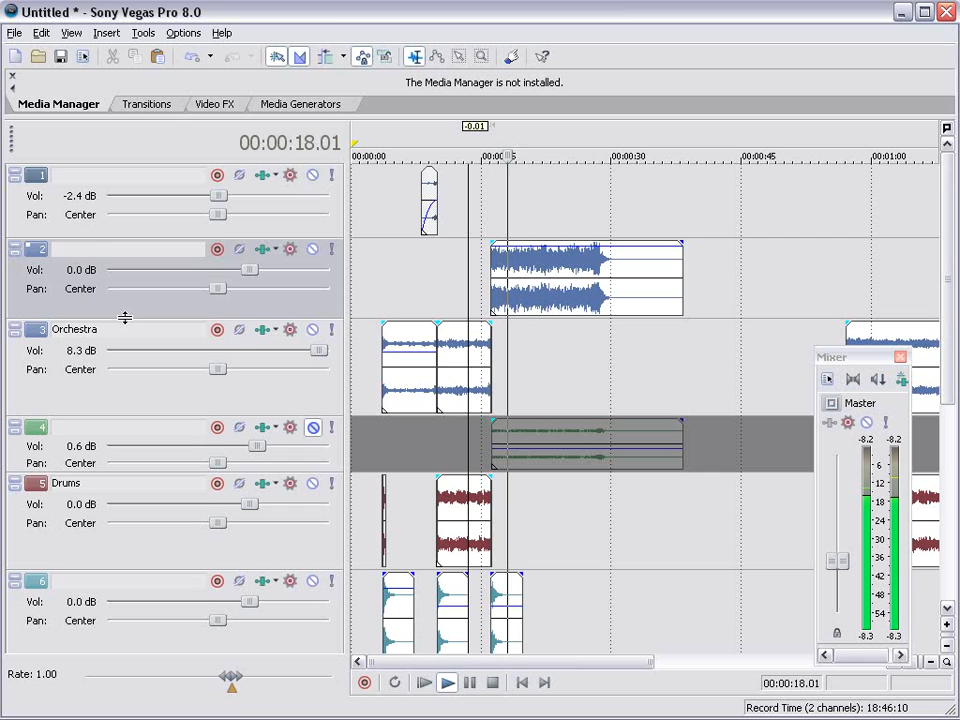 Untitled * - Sony Vegas Pro 8.0
File Edit View Insert Tools Options Help
The Media Manager is not installed.
Media Manager Transitions Video FX Media Generators
-0.01
00:00:18.01
00:00:00 00:00:30 00:00:45 00:01:00
1
Vol: -2.4 dB
Pan: Center
2
Vol: 0.0 dB
Pan: Center
3 Orchestra
Vol: 8.3 dB
Pan: Center
4
Vol: 0.6 dB
Pan: Center
5 Drums
Vol: 0.0 dB
Pan: Center
6
Vol: 0.0 dB
Pan: Center
Rate: 1.00
Mixer
Master
-8.2 -8.2
6
12
18
24
30
36
42
48
54
-8.3 -8.3
00:00:18.01
Record Time (2 channels): 18:46:10